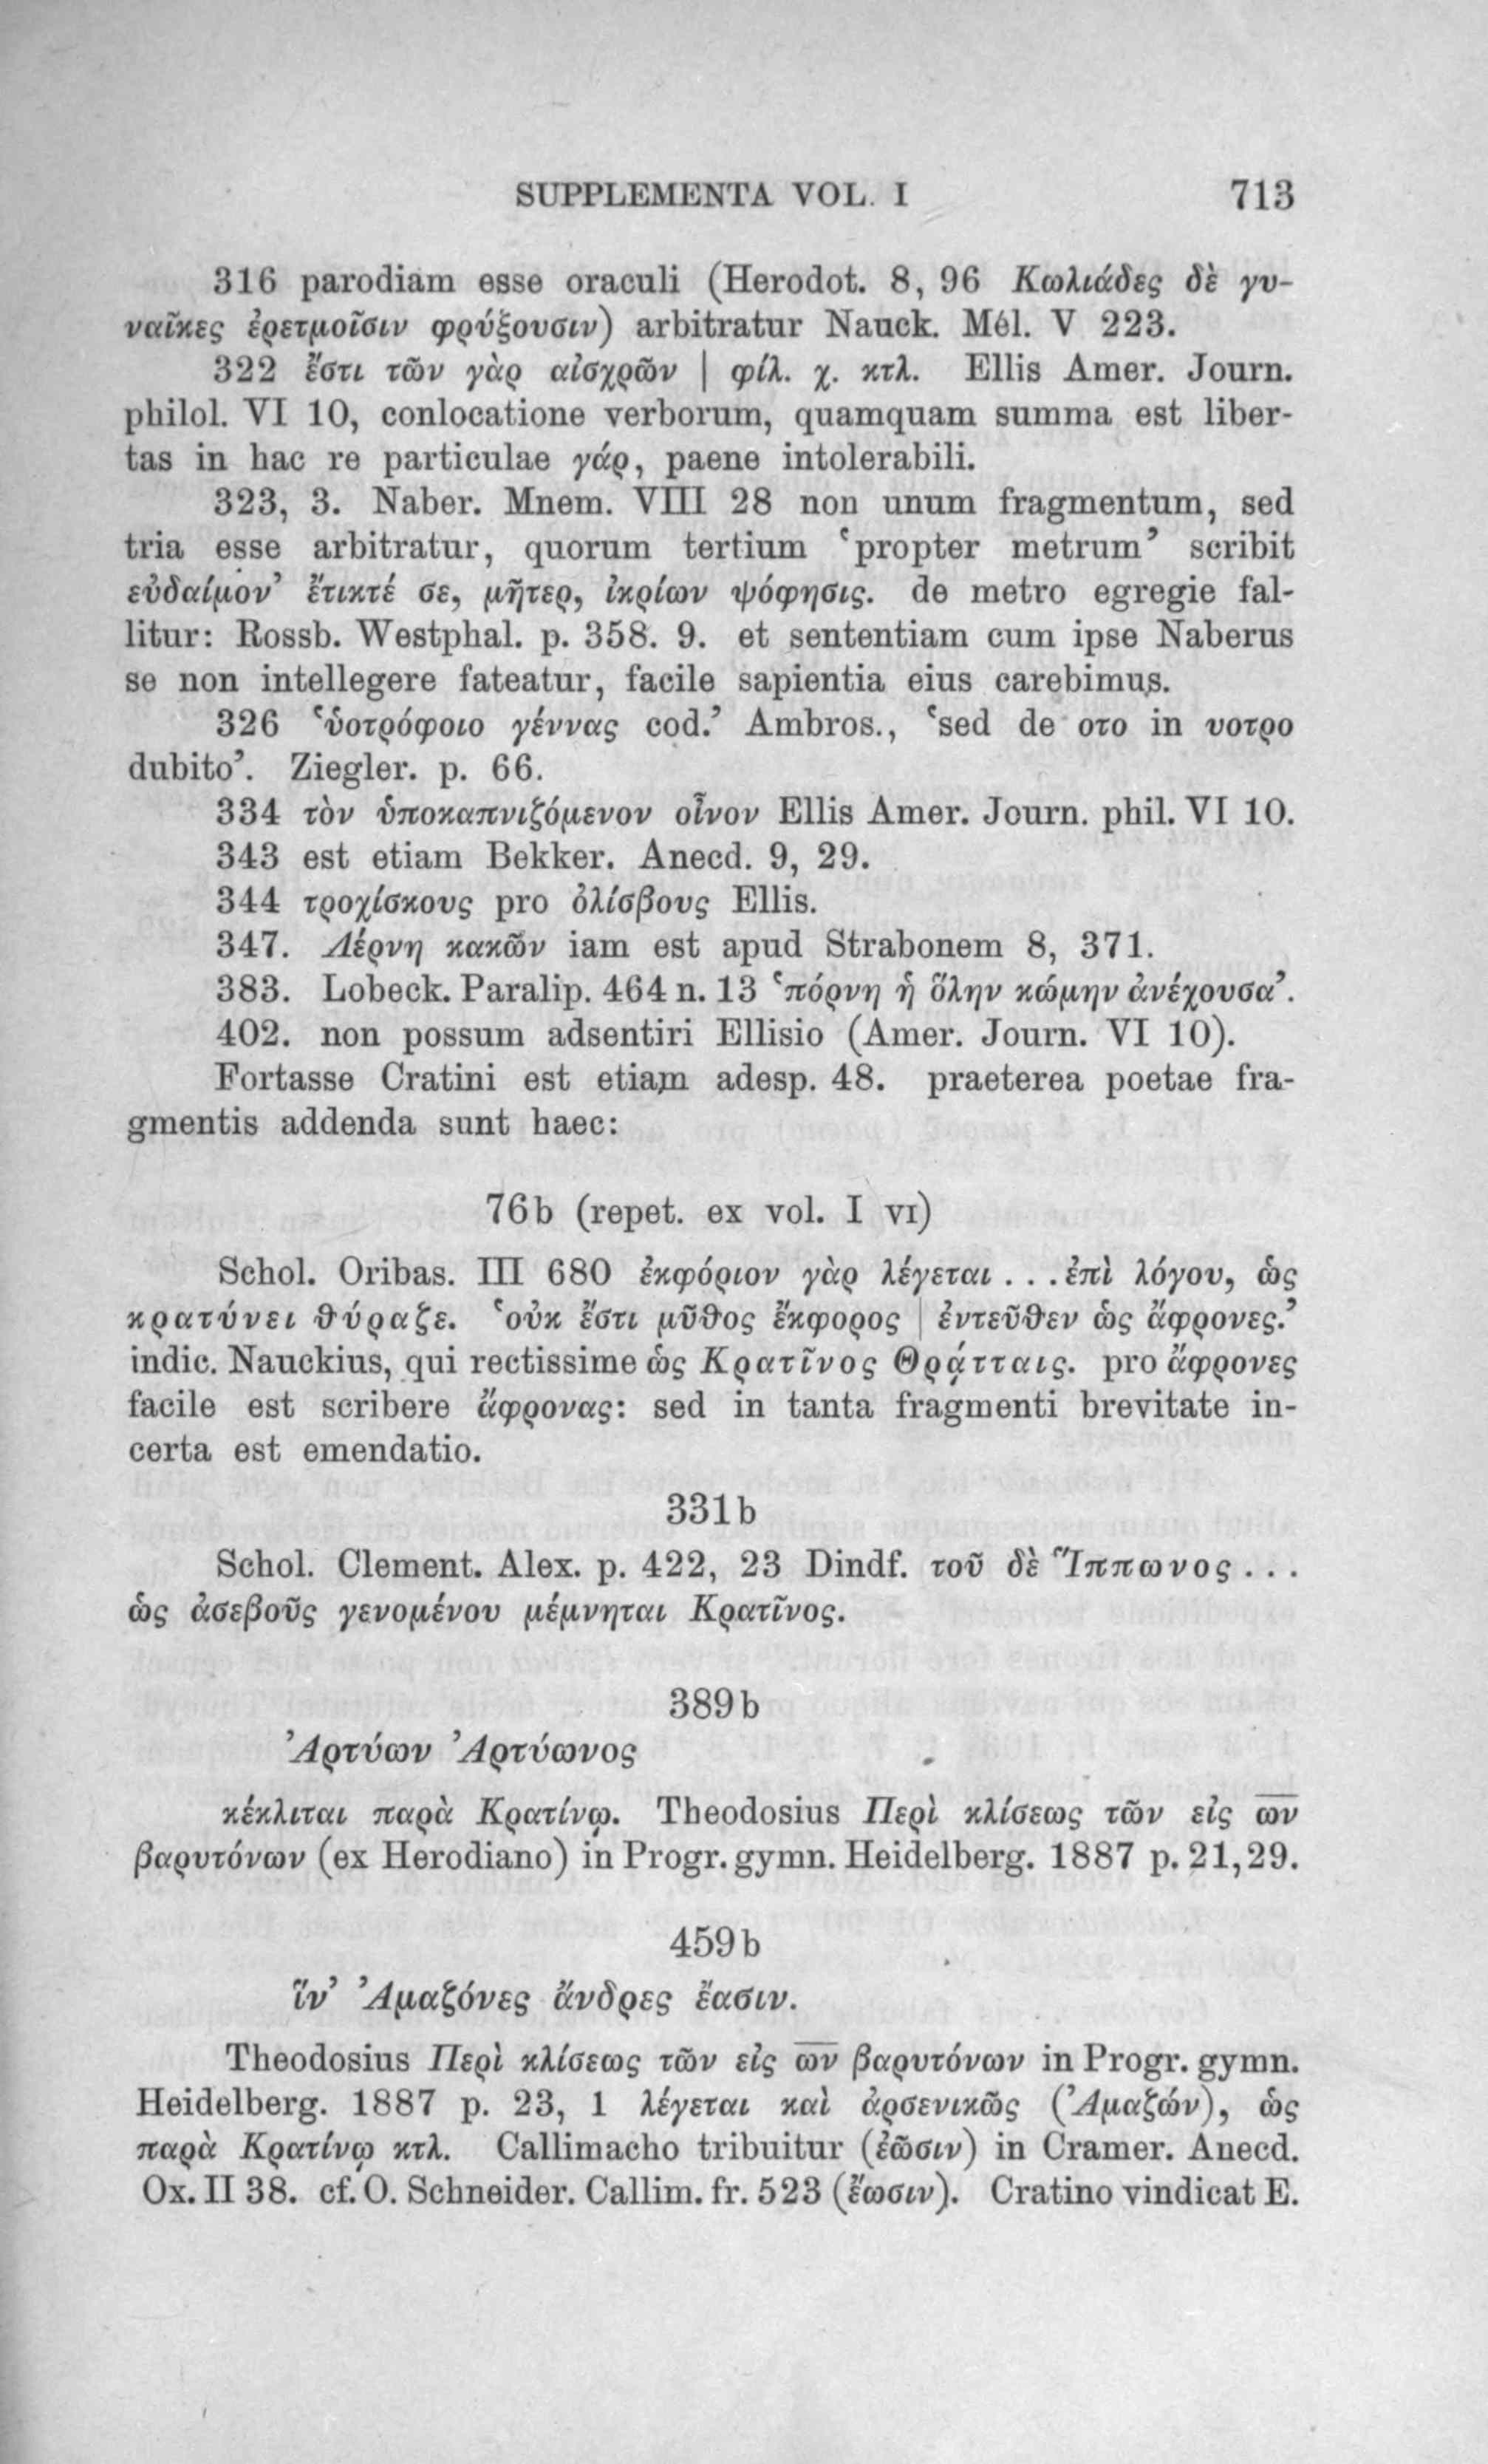 SUPPLEMENTA VOL. I 713
316 parodiam esse oraculi (Herodot. 8, 96 Κωλιάδες δὲ γυ-
ναῖκες ἐρετμοῖσιν φρύξουσιν) arbitratur Nauck. Mél. V 223.
322 ἔστι τῶν γὰρ αἰσχρῶν | φίλ. χ. κτλ. Ellis Amer. Journ.
philol. VI 10, conlocatione verborum, quamquam summa est liber-
tas in hac re particulae γάρ, paene intolerabili.
323, 3. Naber. Mnem. VIII 28 non unum fragmentum, sed
tria esse arbitratur, quorum tertium ‘propter metrum’ scribit
εὐδαίμον’ ἔτικτέ σε, μῆτερ, ἰκρίων ψόφησις. de metro egregie fal-
litur: Rossb. Westphal. p. 358. 9. et sententiam cum ipse Naberus
se non intellegere fateatur, facile sapientia eius carebimus.
326 ‘ὑοτρόφοιο γέννας cod.’ Ambros., ‘sed de οτο in υοτρο
dubito’. Ziegler. p. 66.
334 τὸν ὑποκαπνιζόμενον οἶνον Ellis Amer. Journ. phil. VI 10.
343 est etiam Bekker. Anecd. 9, 29.
344 τροχίσκους pro ὀλίσβους Ellis.
347. Λέρνη κακῶν iam est apud Strabonem 8, 371.
383. Lobeck. Paralip. 464 n. 13 ‘πόρνη ἡ ὅλην κώμην ἀνέχουσα’.
402. non possum adsentiri Ellisio (Amer. Journ. VI 10).
Fortasse Cratini est etiam adesp. 48. praeterea poetae fra-
gmentis addenda sunt haec:
76b (repet. ex vol. I VI)
Schol. Oribas. III 680 ἐκφόριον γὰρ λέγεται . . . ἐπὶ λόγου, ὡς
κρατύνει θύραζε. ‘οὐκ ἔστι μῦθος ἔκφορος | ἐντεῦθεν ὡς ἄφρονες.’
indic. Nauckius, qui rectissime ὡς Κρατῖνος Θρᾴτταις. pro ἄφρονες
facile est scribere ἄφρονας: sed in tanta fragmenti brevitate in-
certa est emendatio.
331b
Schol. Clement. Alex. p. 422, 23 Dindf. τοῦ δὲ Ἵππωνος . . .
ὡς ἀσεβοῦς γενομένου μέμνηται Κρατῖνος.
389b
Ἀρτύων Ἀρτύωνος
κέκλιται παρὰ Κρατίνῳ. Theodosius Περὶ κλίσεως τῶν εἰς ων
βαρυτόνων (ex Herodiano) in Progr. gymn. Heidelberg. 1887 p. 21, 29.
459b
ἵν’ Ἀμαζόνες ἄνδρες ἔασιν.
Theodosius Περὶ κλίσεως τῶν εἰς ων βαρυτόνων in Progr. gymn.
Heidelberg. 1887 p. 23, 1 λέγεται καὶ ἀρσενικῶς (Ἀμαζών), ὡς
παρὰ Κρατίνῳ κτλ. Callimacho tribuitur (ἐῶσιν) in Cramer. Anecd.
Ox. II 38. cf. O. Schneider. Callim. fr. 523 (ἔωσιν). Cratino vindicat E.